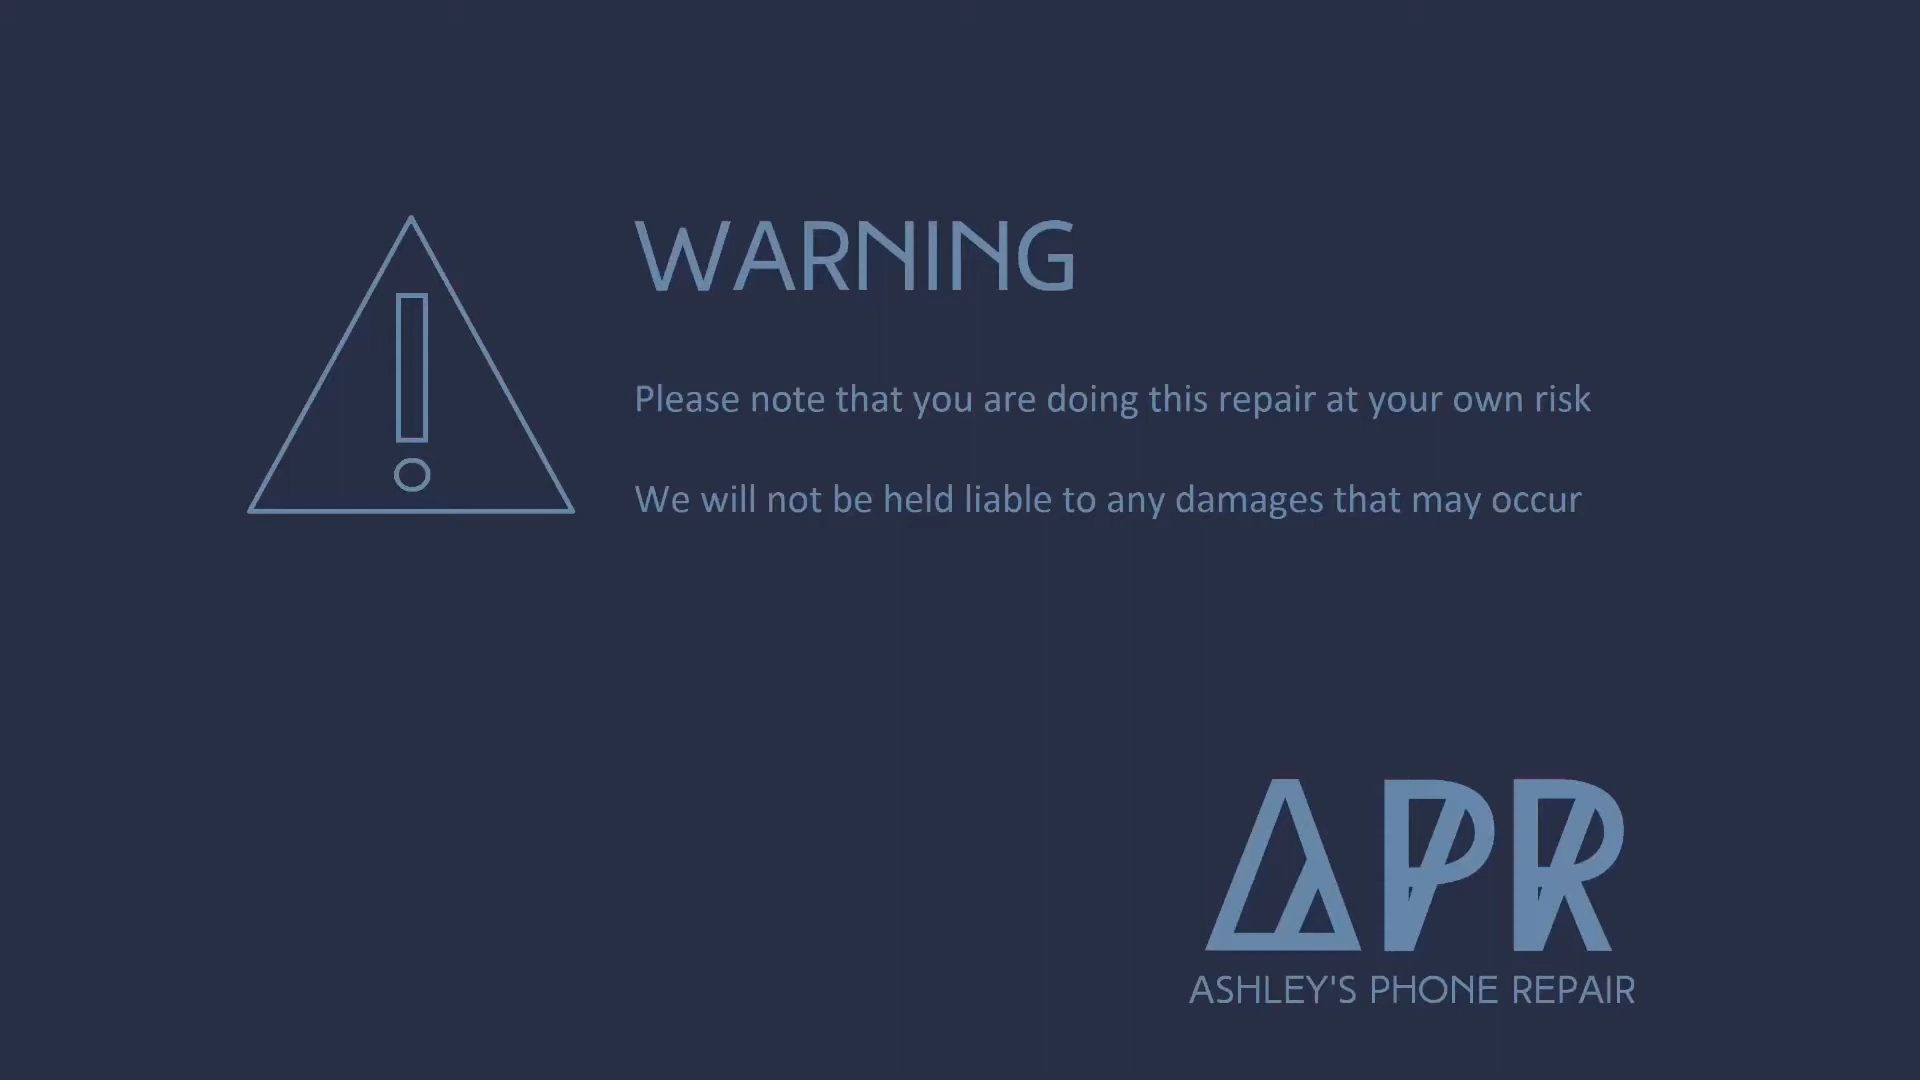 WARNING
Please note that you are doing this repair at your own risk
We will not be held liable to any damages that may occur
APR
ASHLEY'S PHONE REPAIR